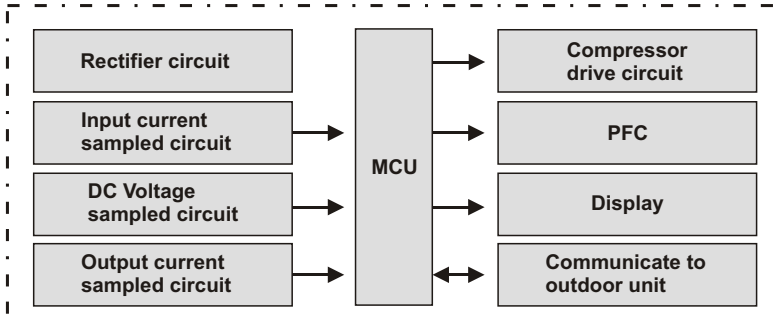 Rectifier circuit
Input current
sampled circuit
DC Voltage
sampled circuit
Output current
sampled circuit
MCU
Compressor
drive circuit
PFC
Display
Communicate to
outdoor unit